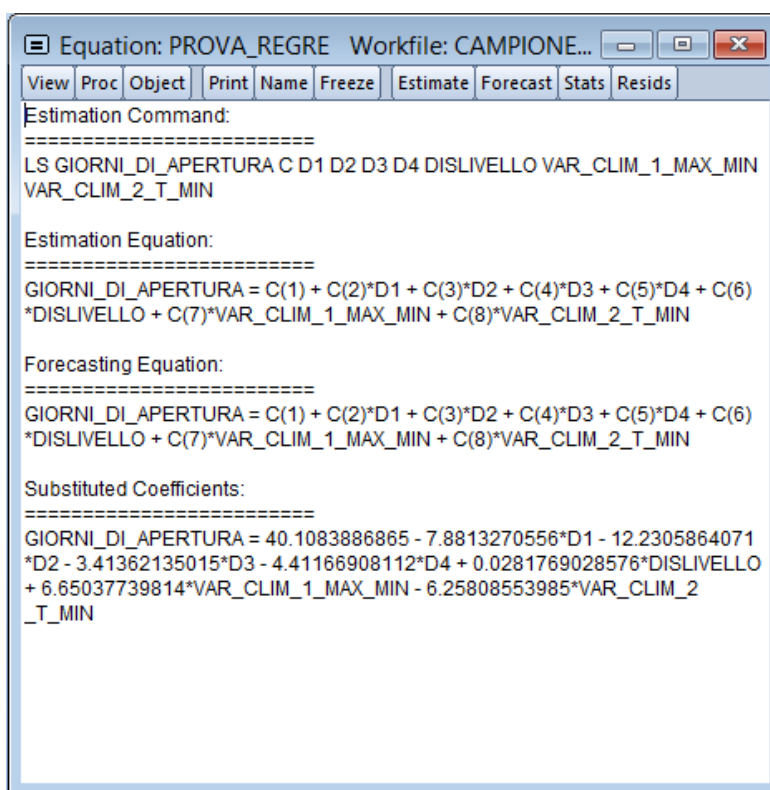 Equation: PROVA_REGRE Workfile: CAMPIONE...
View Proc Object Print Name Freeze Estimate Forecast Stats Resids
Estimation Command:
=========================
LS GIORNI_DI_APERTURA C D1 D2 D3 D4 DISLIVELLO VAR_CLIM_1_MAX_MIN
VAR_CLIM_2_T_MIN
Estimation Equation:
=========================
GIORNI_DI_APERTURA = C(1) + C(2)*D1 + C(3)*D2 + C(4)*D3 + C(5)*D4 + C(6)
*DISLIVELLO + C(7)*VAR_CLIM_1_MAX_MIN + C(8)*VAR_CLIM_2_T_MIN
Forecasting Equation:
=========================
GIORNI_DI_APERTURA = C(1) + C(2)*D1 + C(3)*D2 + C(4)*D3 + C(5)*D4 + C(6)
*DISLIVELLO + C(7)*VAR_CLIM_1_MAX_MIN + C(8)*VAR_CLIM_2_T_MIN
Substituted Coefficients:
=========================
GIORNI_DI_APERTURA = 40.1083886865 - 7.8813270556*D1 - 12.2305864071
*D2 - 3.41362135015*D3 - 4.41166908112*D4 + 0.0281769028576*DISLIVELLO
+ 6.65037739814*VAR_CLIM_1_MAX_MIN - 6.25808553985*VAR_CLIM_2
_T_MIN